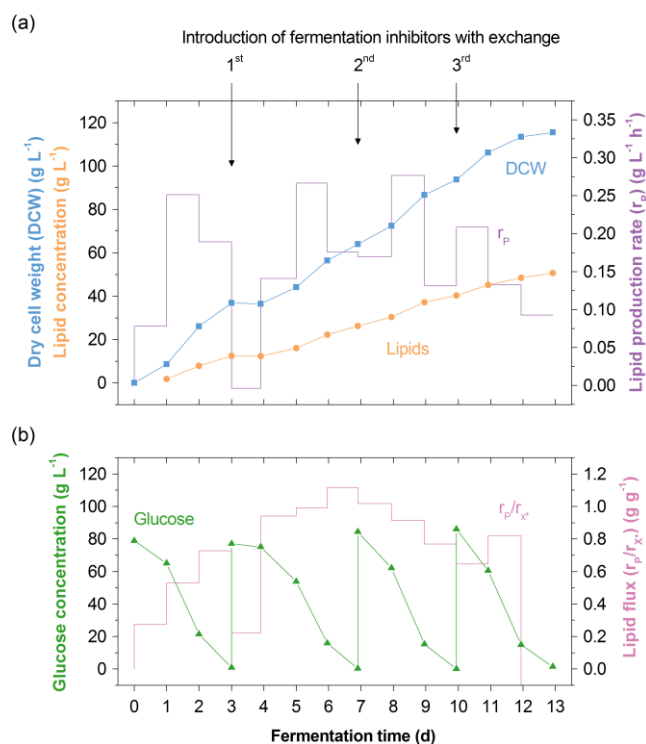 (a)
Introduction of fermentation inhibitors with exchange
1st 2nd 3rd
Dry cell weight (DCW) (g L-1)
Lipid concentration (g L-1)
120
100
80
60
40
20
0
DCW
rP
Lipids
0.35
0.30
0.25
0.20
0.15
0.10
0.05
0.00
Lipid production rate (rP) (g L-1 h-1)
(b)
Glucose concentration (g L-1)
120
100
80
60
40
20
0
Glucose
rP/rx*
1.2
1.0
0.8
0.6
0.4
0.2
0.0
Lipid flux (rP/rx*) (g g-1)
0 1 2 3 4 5 6 7 8 9 10 11 12 13
Fermentation time (d)